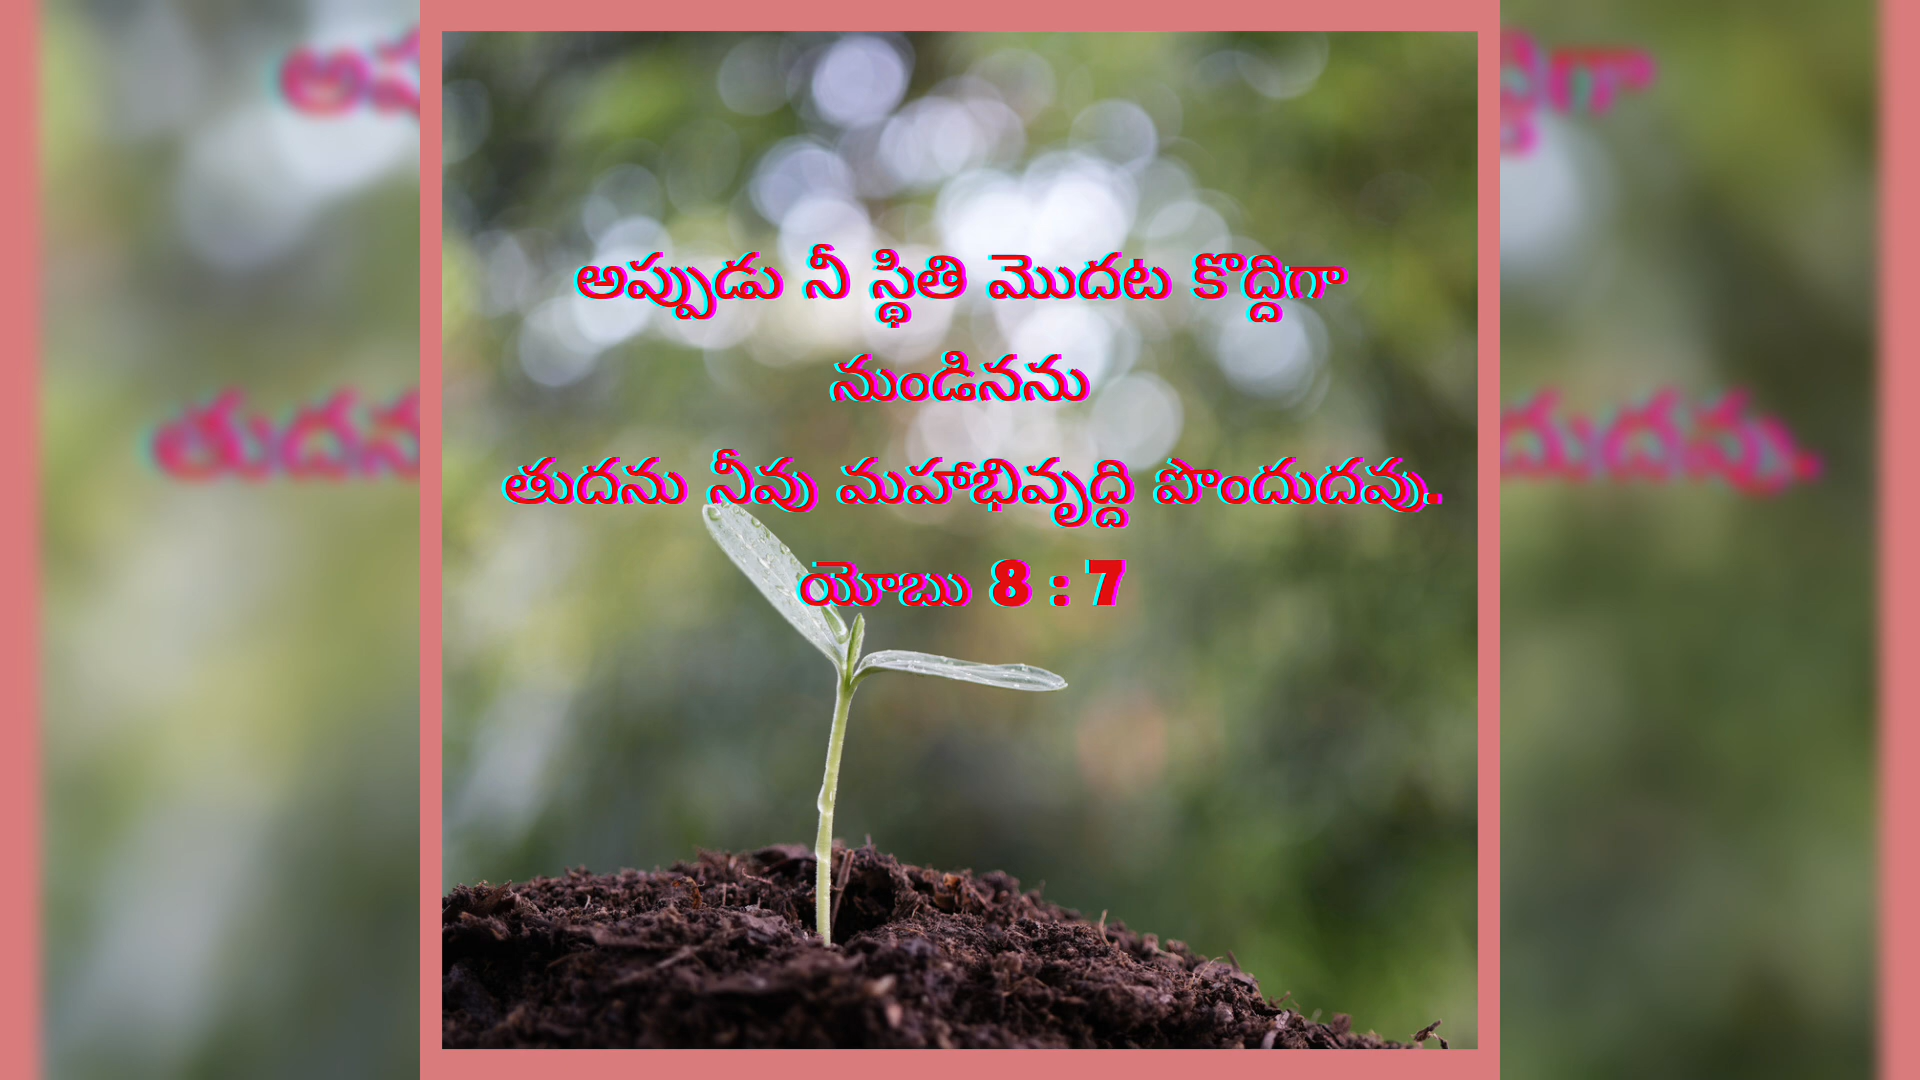 అప్పుడు నీ స్థితి మొదట కొద్దిగా
నుండినను
తుదను నీవు మహాభివృద్ది పొందుదవు.
యోబు 8 : 7